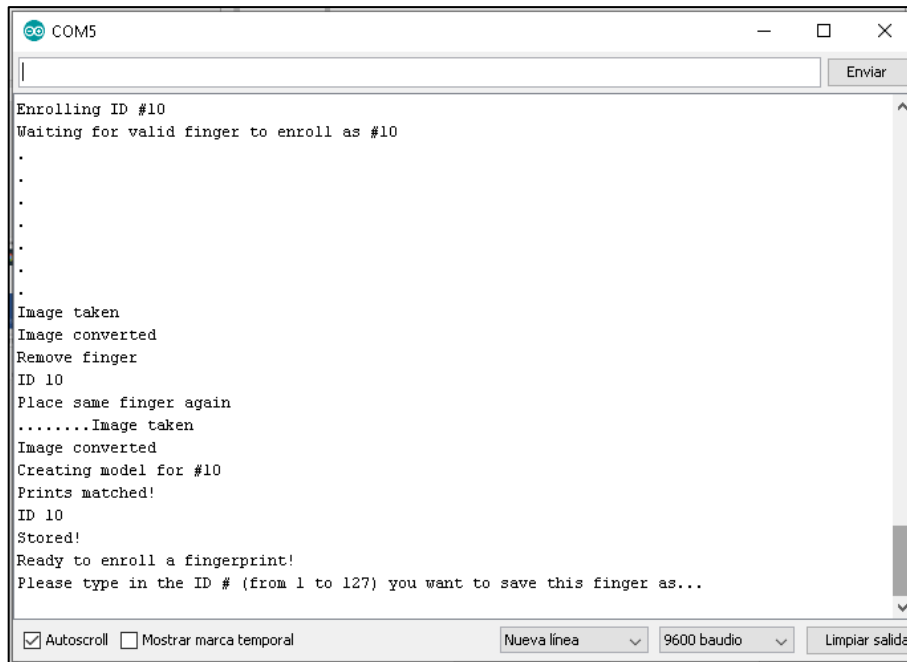 COM5
Enviar
Enrolling ID #10
Waiting for valid finger to enroll as #10
.
.
.
.
.
.
.
Image taken
Image converted
Remove finger
ID 10
Place same finger again
........Image taken
Image converted
Creating model for #10
Prints matched!
ID 10
Stored!
Ready to enroll a fingerprint!
Please type in the ID # (from 1 to 127) you want to save this finger as...
Autoscroll Mostrar marca temporal Nueva línea 9600 baudio Limpiar salida